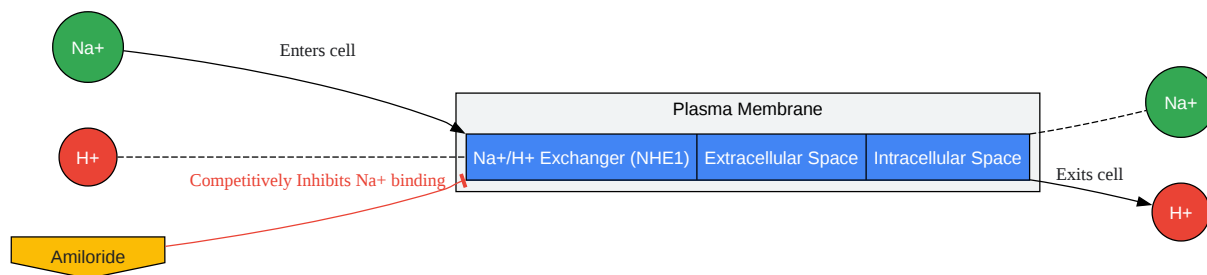 Na+
Enters cell
Plasma Membrane
Na+
Na+/H+ Exchanger (NHE1) Extracellular Space Intracellular Space
H+
Competitively Inhibits Na+ binding
Exits cell
H+
Amiloride